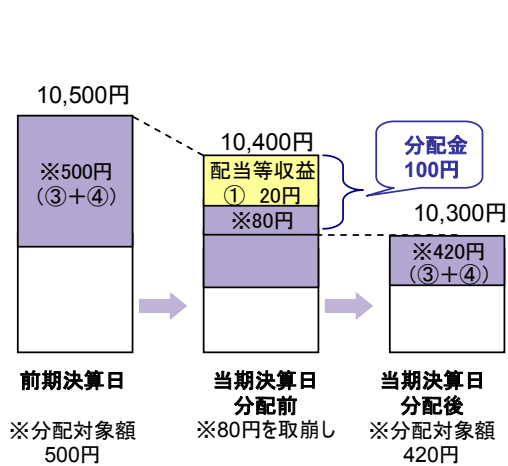 10,500円
※500円
(③+④)
10,400円
配当等収益
① 20円
※80円
分配金
100円
10,300円
※420円
(③+④)
前期決算日
※分配対象額
500円
当期決算日
分配前
※80円を取崩し
当期決算日
分配後
※分配対象額
420円